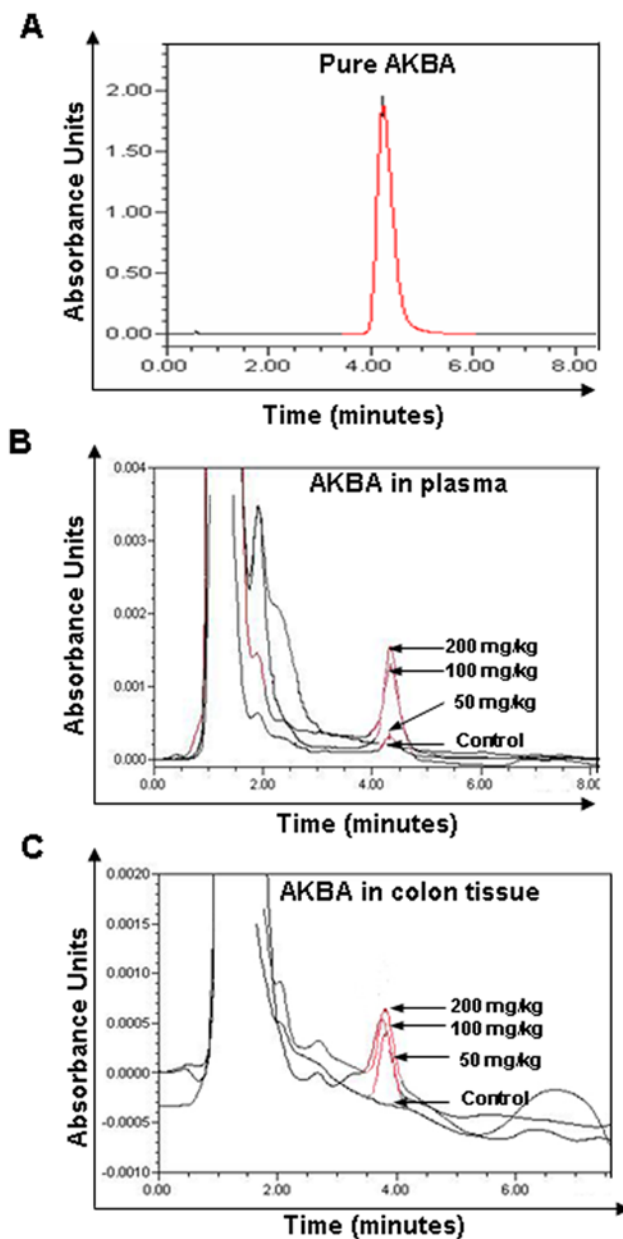 A
Pure AKBA
Absorbance Units
2.00
1.50
1.00
0.50
0.00
0.00 2.00 4.00 6.00 8.00
Time (minutes)
B
AKBA in plasma
Absorbance Units
0.004
0.003
0.002
0.001
0.000
200 mg/kg
100 mg/kg
50 mg/kg
Control
0.00 2.00 4.00 6.00 8.00
Time (minutes)
C
AKBA in colon tissue
Absorbance Units
0.0020
0.0015
0.0010
0.0005
0.0000
-0.0005
-0.0010
200 mg/kg
100 mg/kg
50 mg/kg
Control
0.00 2.00 4.00 6.00
Time (minutes)